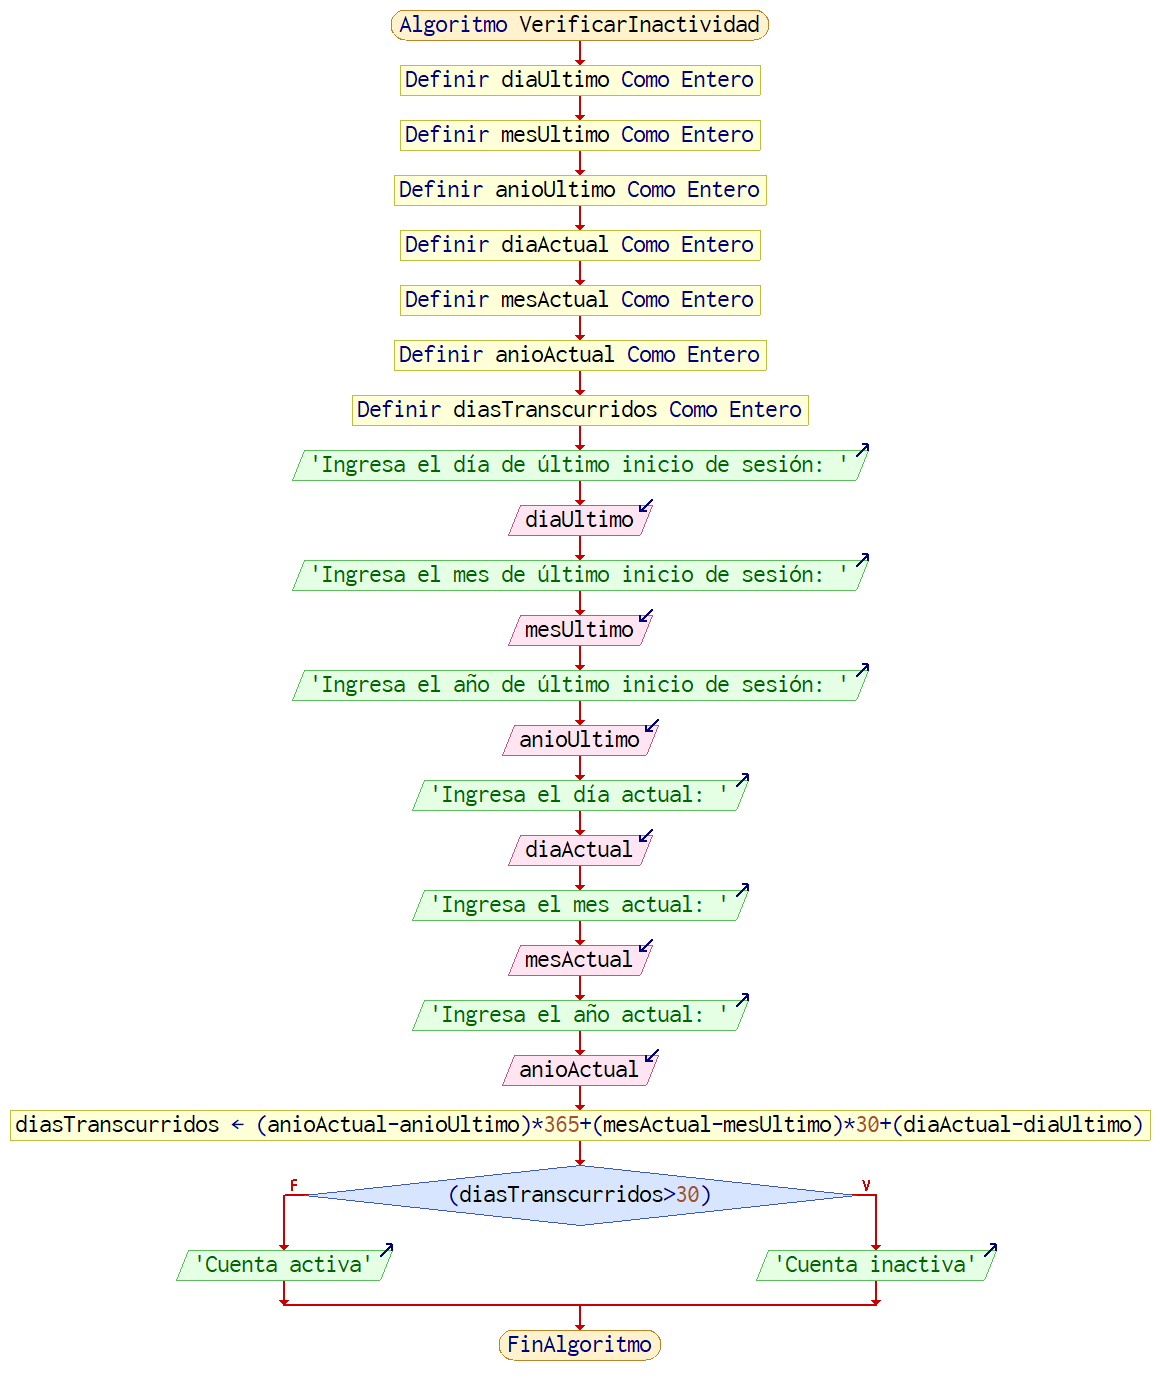 Algoritmo VerificarInactividad
Definir diaUltimo Como Entero
Definir mesUltimo Como Entero
Definir anioUltimo Como Entero
Definir diaActual Como Entero
Definir mesActual Como Entero
Definir anioActual Como Entero
Definir diasTranscurridos Como Entero
'Ingresa el día de último inicio de sesión: '
diaUltimo
'Ingresa el mes de último inicio de sesión: '
mesUltimo
'Ingresa el año de último inicio de sesión: '
anioUltimo
'Ingresa el día actual: '
diaActual
'Ingresa el mes actual: '
mesActual
'Ingresa el año actual: '
anioActual
diasTranscurridos ← (anioActual-anioUltimo)*365+(mesActual-mesUltimo)*30+(diaActual-diaUltimo)
F
(diasTranscurridos>30)
V
'Cuenta activa'
'Cuenta inactiva'
FinAlgoritmo